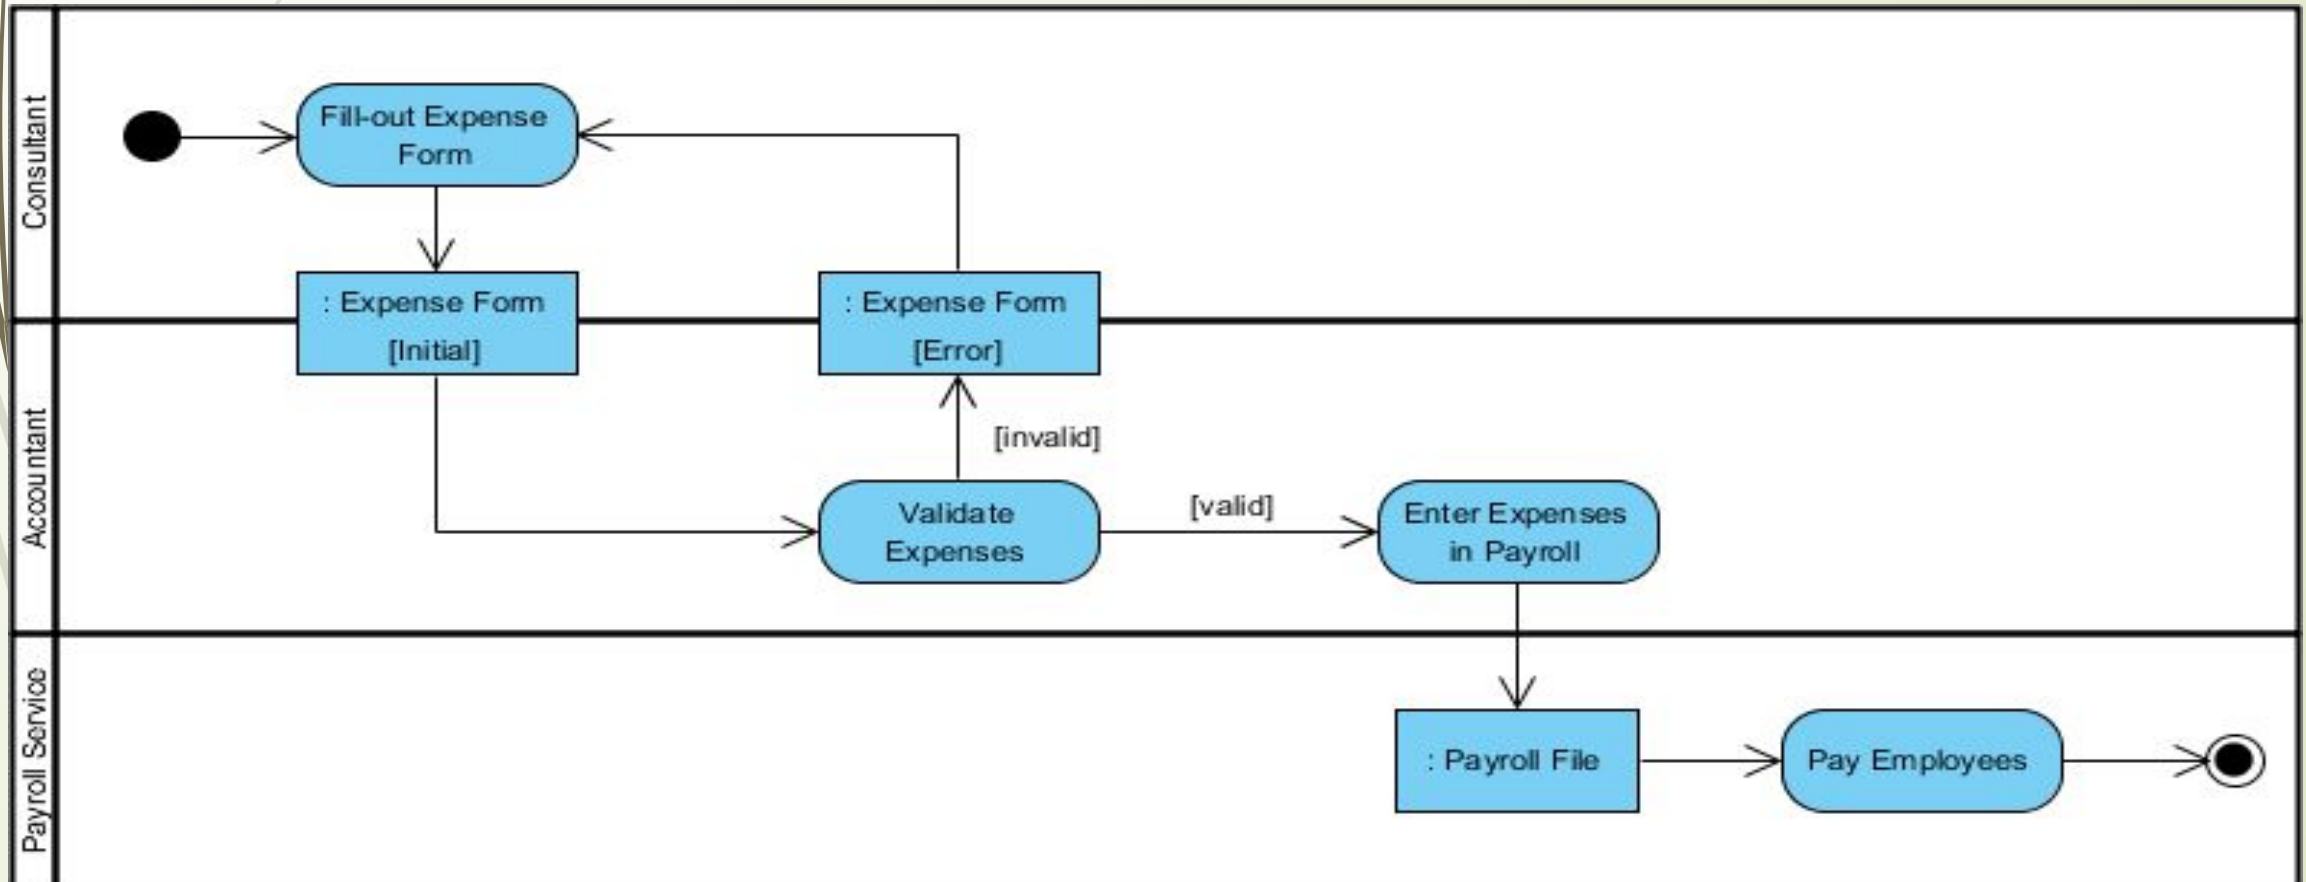 Consultant
Fill-out Expense
Form
: Expense Form
[Initial]
: Expense Form
[Error]
Accountant
[invalid]
Validate
Expenses
[valid]
Enter Expenses
in Payroll
Payroll Service
: Payroll File
Pay Employees